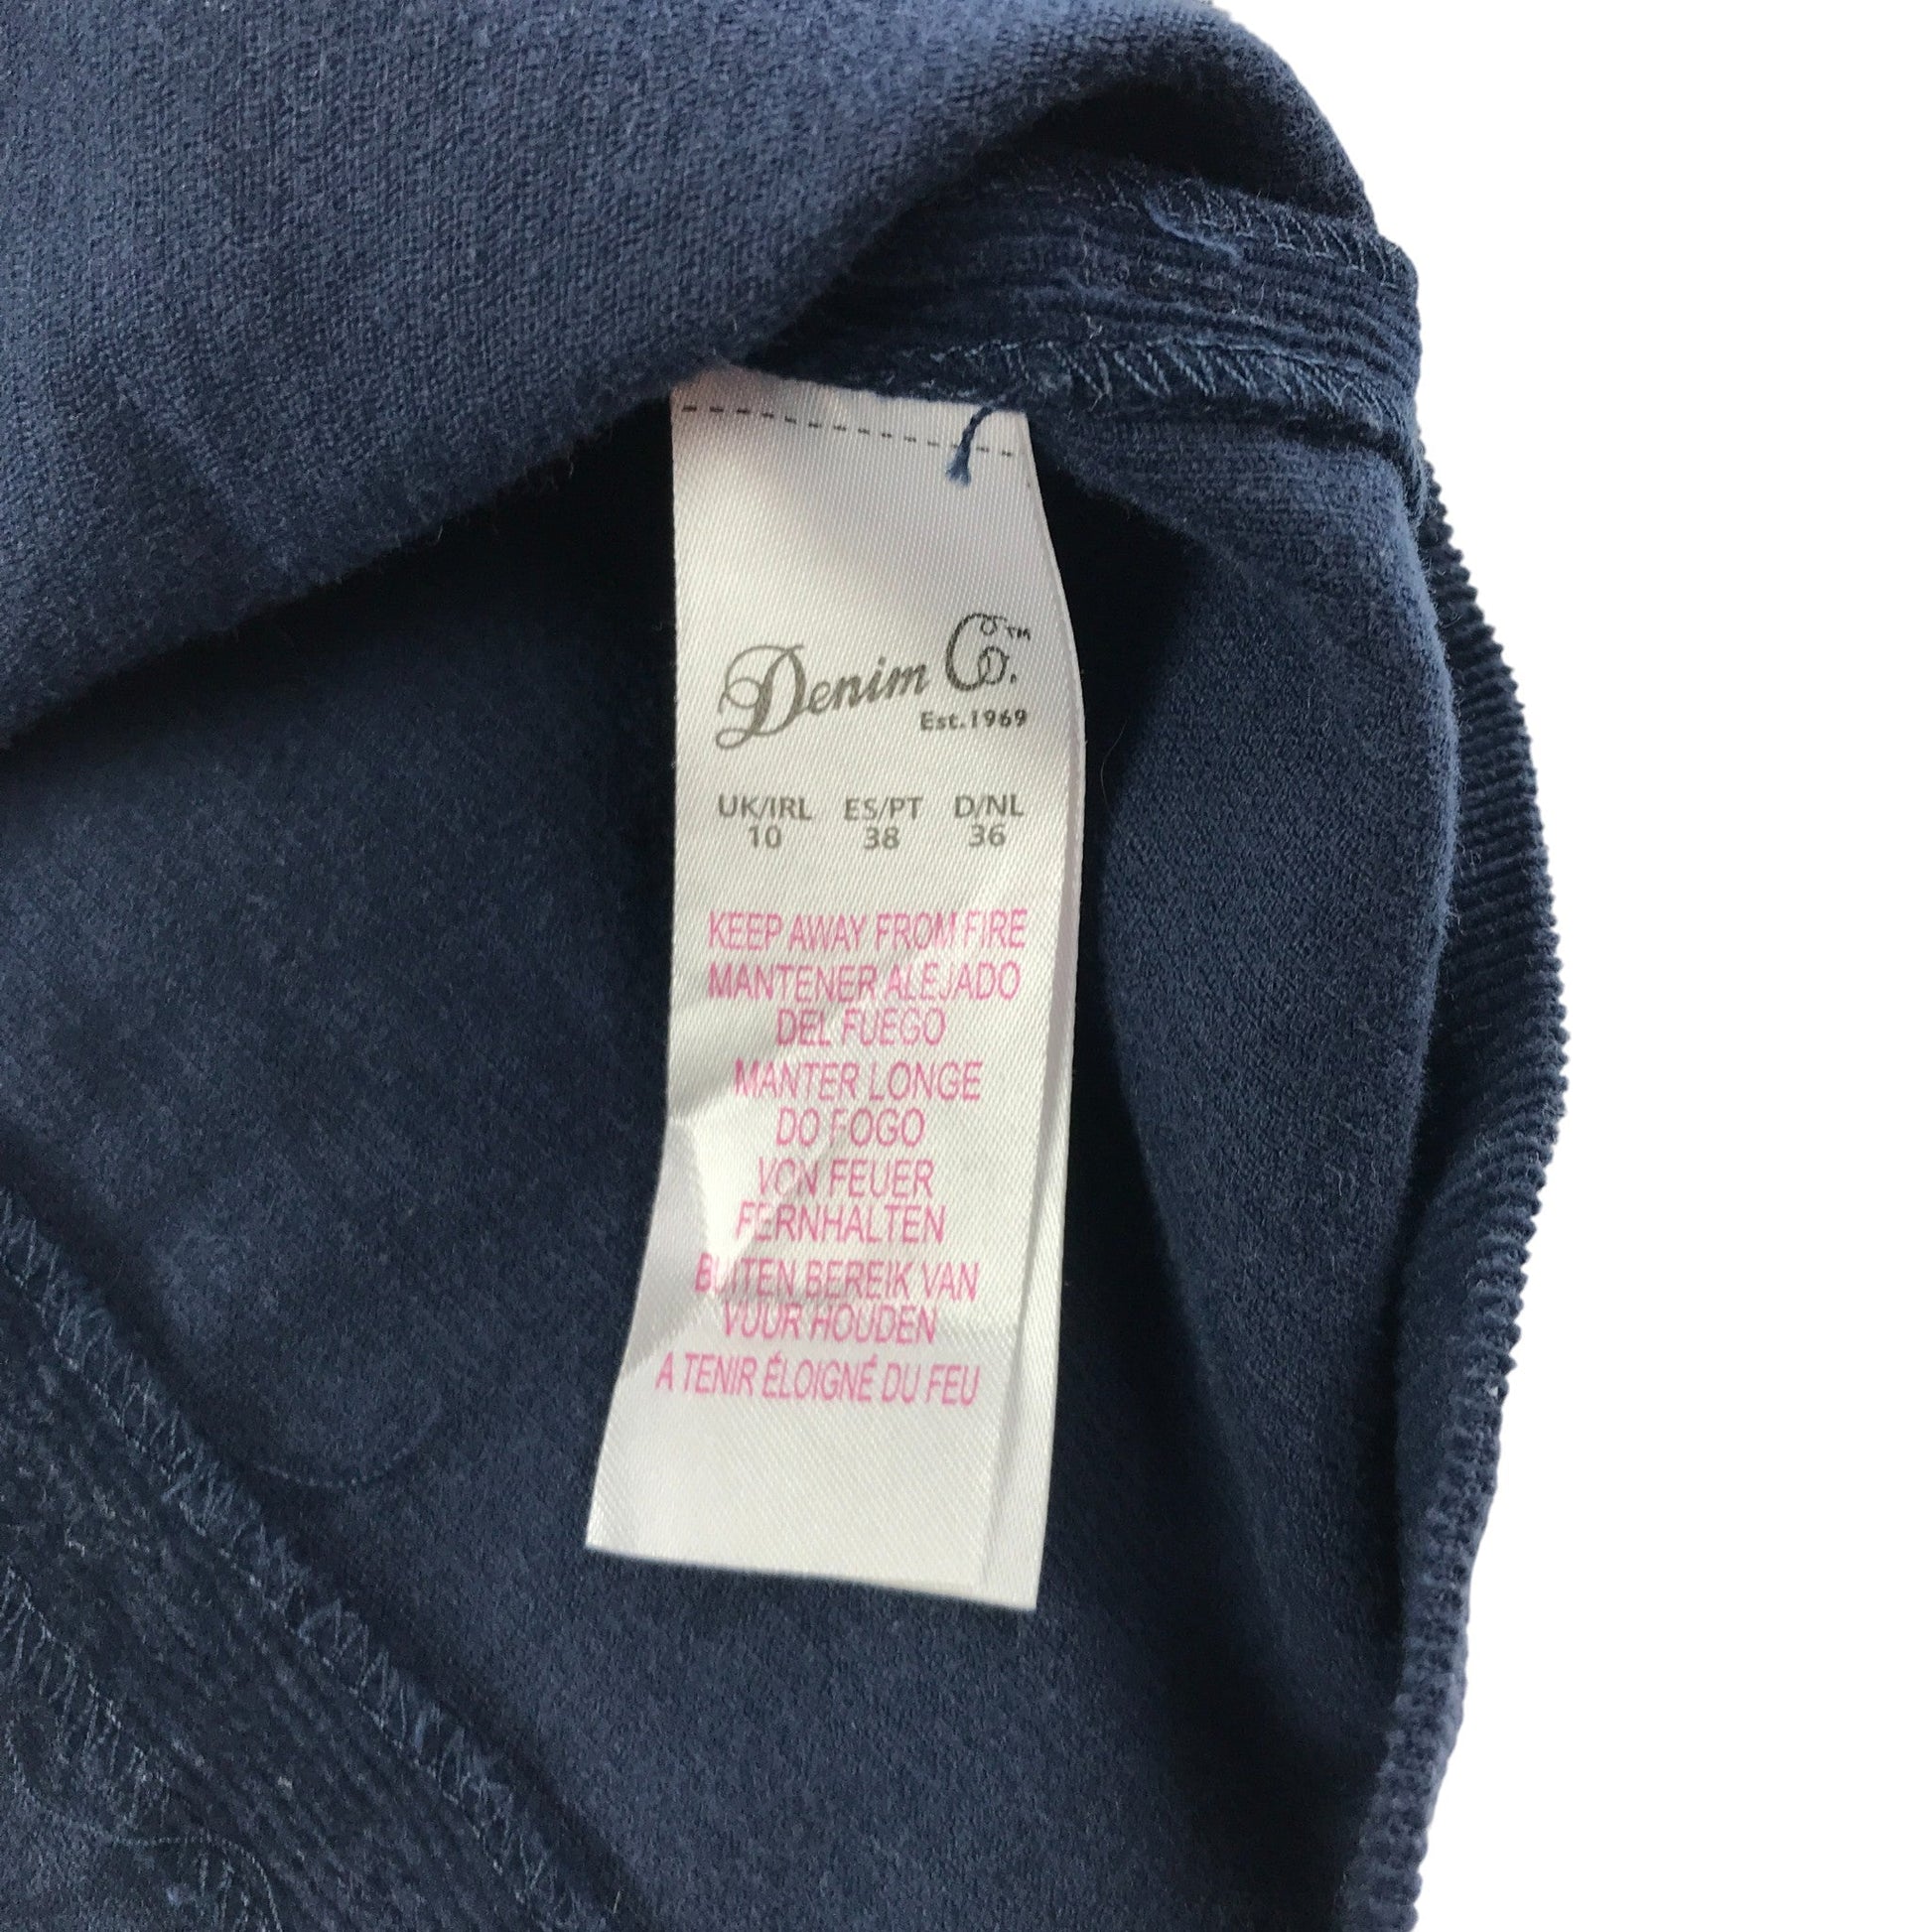 Denim Co.™
Est.1969
UK/IRL ES/PT D/NL
10 38 36
KEEP AWAY FROM FIRE
MANTENER ALEJADO
DEL FUEGO
MANTER LONGE
DO FOGO
VON FEUER
FERNHALTEN
BUITEN BEREIK VAN
VUUR HOUDEN
A TENIR ÉLOIGNÉ DU FEU